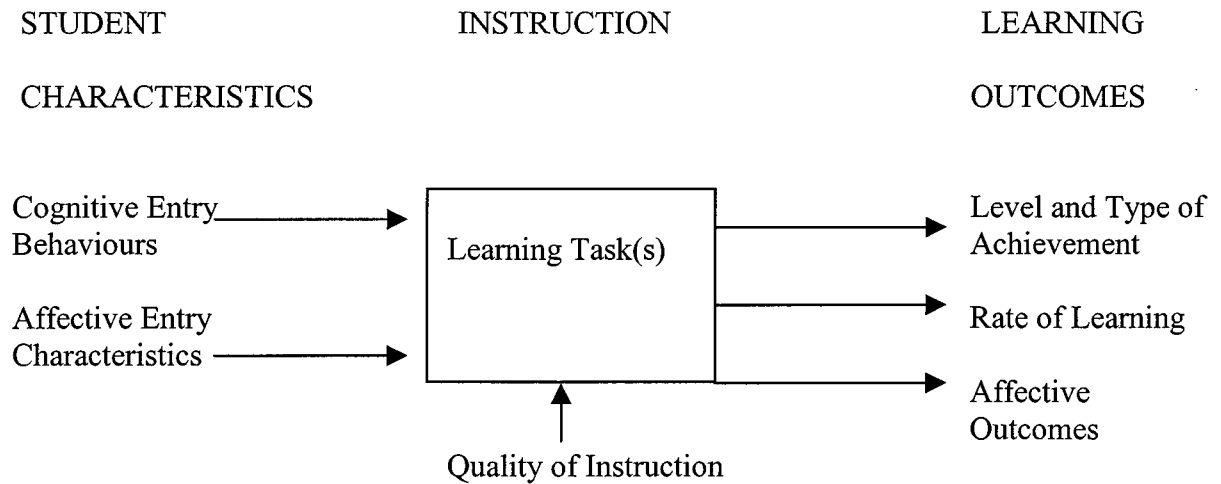 STUDENT INSTRUCTION LEARNING
CHARACTERISTICS OUTCOMES
Cognitive Entry
Behaviours
Affective Entry
Characteristics
Learning Task(s)
Quality of Instruction
Level and Type of
Achievement
Rate of Learning
Affective
Outcomes